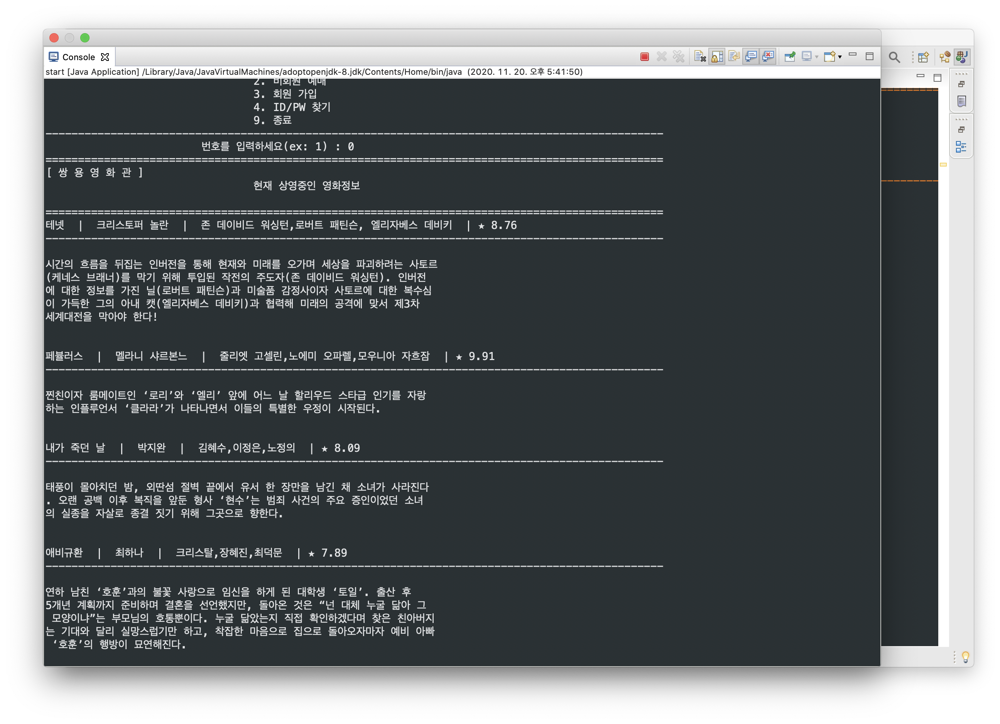 Console
start [Java Application] /Library/Java/JavaVirtualMachines/adoptopenjdk-8.jdk/Contents/Home/bin/java (2020. 11. 20. 오후 5:41:50)
2. 비회원 예매
3. 회원 가입
4. ID/PW 찾기
9. 종료
번호를 입력하세요(ex: 1) : 0
[ 쌍 용 영 화 관 ]
현재 상영중인 영화정보
테넷 | 크리스토퍼 놀란 | 존 데이비드 워싱턴,로버트 패틴슨, 엘리자베스 데비키 | ★ 8.76
시간의 흐름을 뒤집는 인버전을 통해 현재와 미래를 오가며 세상을 파괴하려는 사토르
(케네스 브래너)를 막기 위해 투입된 작전의 주도자(존 데이비드 워싱턴). 인버전
에 대한 정보를 가진 닐(로버트 패틴슨)과 미술품 감정사이자 사토르에 대한 복수심
이 가득한 그의 아내 캣(엘리자베스 데비키)과 협력해 미래의 공격에 맞서 제3차
세계대전을 막아야 한다!
페뷸러스 | 멜라니 샤르본느 | 줄리엣 고셀린,노에미 오파렐,모우니아 자흐잠 | ★ 9.91
찐친이자 룸메이트인 ‘로리’와 ‘엘리’ 앞에 어느 날 할리우드 스타급 인기를 자랑
하는 인플루언서 ‘클라라’가 나타나면서 이들의 특별한 우정이 시작된다.
내가 죽던 날 | 박지완 | 김혜수,이정은,노정의 | ★ 8.09
태풍이 몰아치던 밤, 외딴섬 절벽 끝에서 유서 한 장만을 남긴 채 소녀가 사라진다
. 오랜 공백 이후 복직을 앞둔 형사 ‘현수’는 범죄 사건의 주요 증인이었던 소녀
의 실종을 자살로 종결 짓기 위해 그곳으로 향한다.
애비규환 | 최하나 | 크리스탈,장혜진,최덕문 | ★ 7.89
연하 남친 ‘호훈’과의 불꽃 사랑으로 임신을 하게 된 대학생 ‘토일’. 출산 후
5개년 계획까지 준비하며 결혼을 선언했지만, 돌아온 것은 “넌 대체 누굴 닮아 그
모양이냐”는 부모님의 호통뿐이다. 누굴 닮았는지 직접 확인하겠다며 찾은 친아버지
는 기대와 달리 실망스럽기만 하고, 착잡한 마음으로 집으로 돌아오자마자 예비 아빠
‘호훈’의 행방이 묘연해진다.